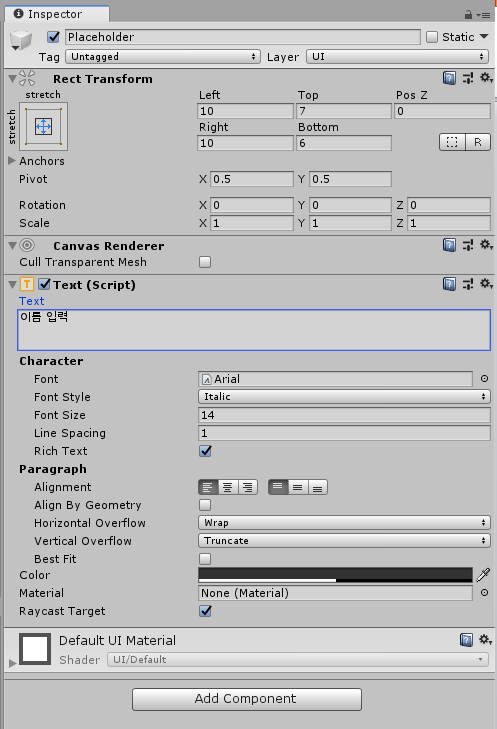 Inspector
Placeholder Static
Tag Untagged Layer UI
Rect Transform
stretch Left Top Pos Z
stretch 10 7 0
Right Bottom
10 6 R
Anchors
Pivot X 0.5 Y 0.5
Rotation X 0 Y 0 Z 0
Scale X 1 Y 1 Z 1
Canvas Renderer
Cull Transparent Mesh
T Text (Script)
Text
이름 입력
Character
Font Arial
Font Style Italic
Font Size 14
Line Spacing 1
Rich Text
Paragraph
Alignment
Align By Geometry
Horizontal Overflow Wrap
Vertical Overflow Truncate
Best Fit
Color
Material None (Material)
Raycast Target
Default UI Material
Shader UI/Default
Add Component